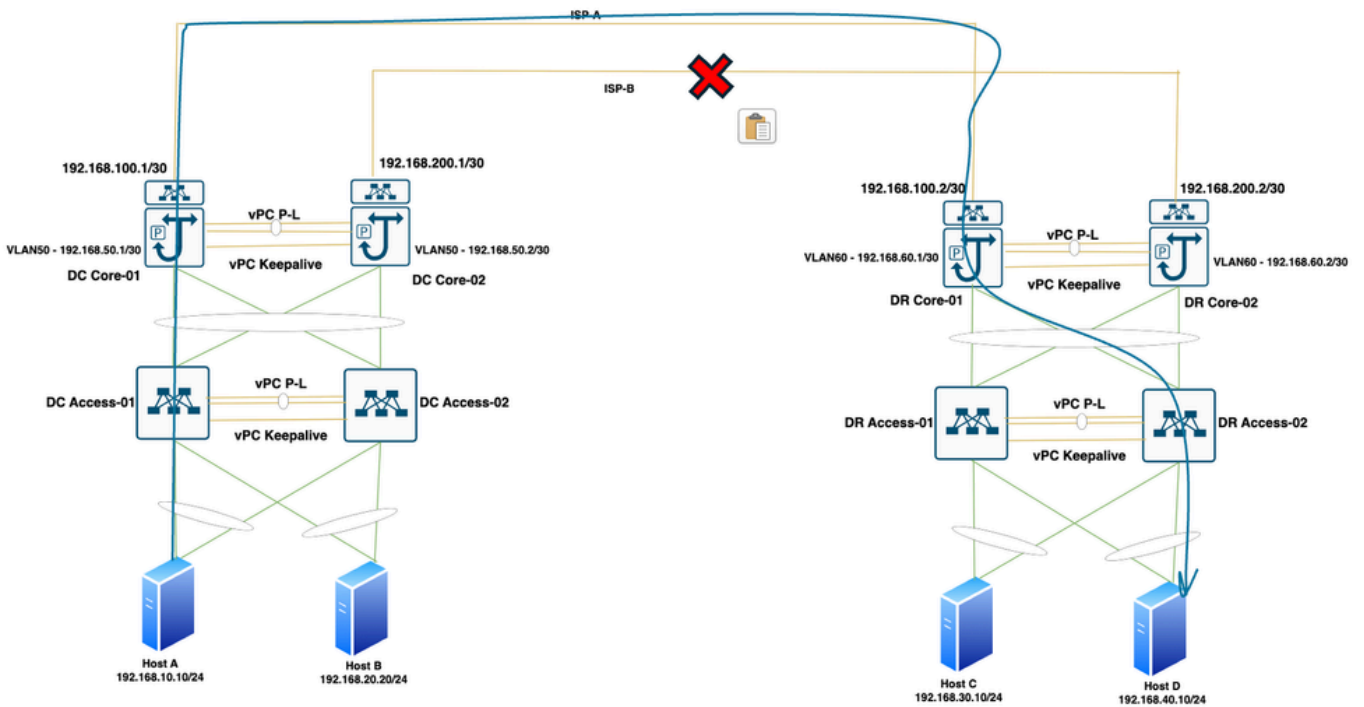 ISP-A
ISP-B
192.168.100.1/30
192.168.200.1/30
192.168.100.2/30
192.168.200.2/30
vPC P-L
P
P
VLAN50 - 192.168.50.1/30
VLAN50 - 192.168.50.2/30
vPC Keepalive
DC Core-01
DC Core-02
vPC P-L
P
P
VLAN60 - 192.168.60.1/30
VLAN60 - 192.168.60.2/30
vPC Keepalive
DR Core-01
DR Core-02
vPC P-L
DC Access-01
DC Access-02
vPC Keepalive
vPC P-L
DR Access-01
DR Access-02
vPC Keepalive
Host A
192.168.10.10/24
Host B
192.168.20.20/24
Host C
192.168.30.10/24
Host D
192.168.40.10/24